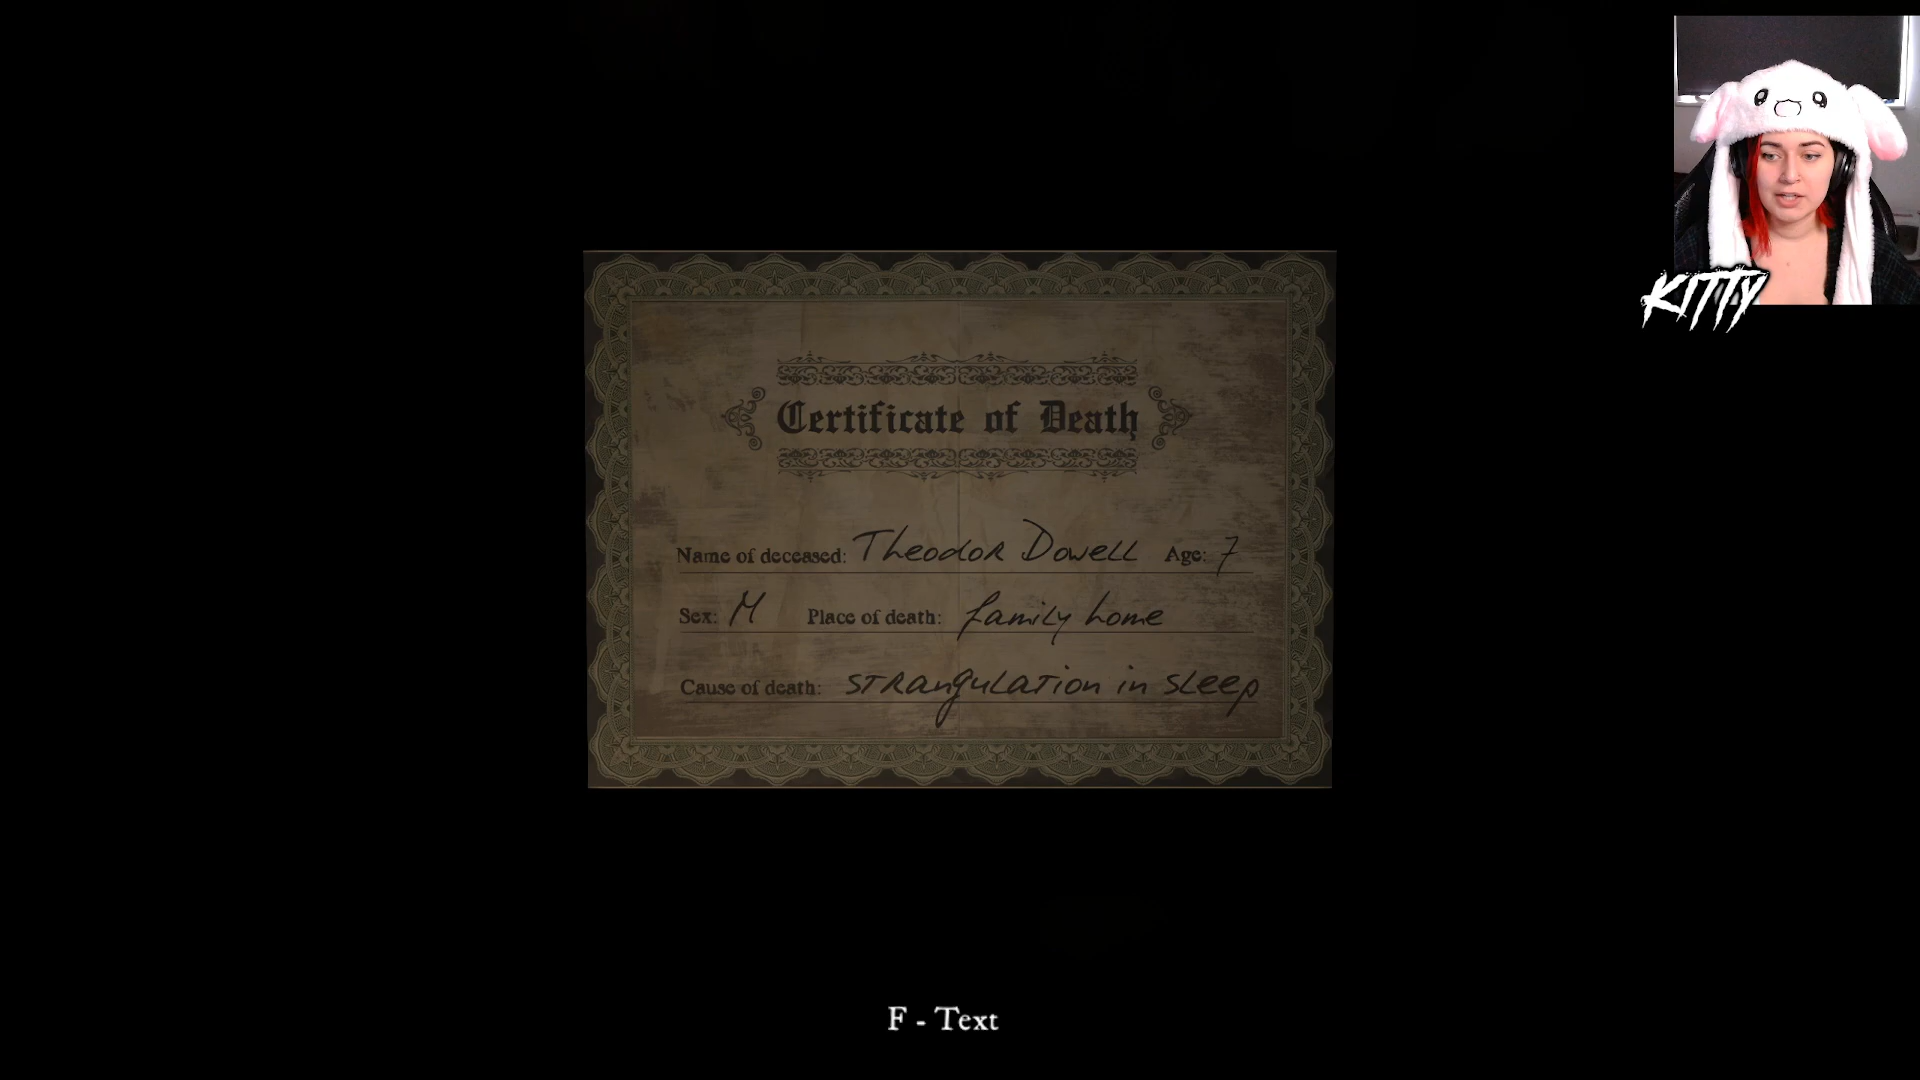 KITTY
Certificate of Death
Name of deceased: Theodor Dowell Age: 7
Sex: M Place of death: family home
Cause of death: strangulation in sleep
F - Text